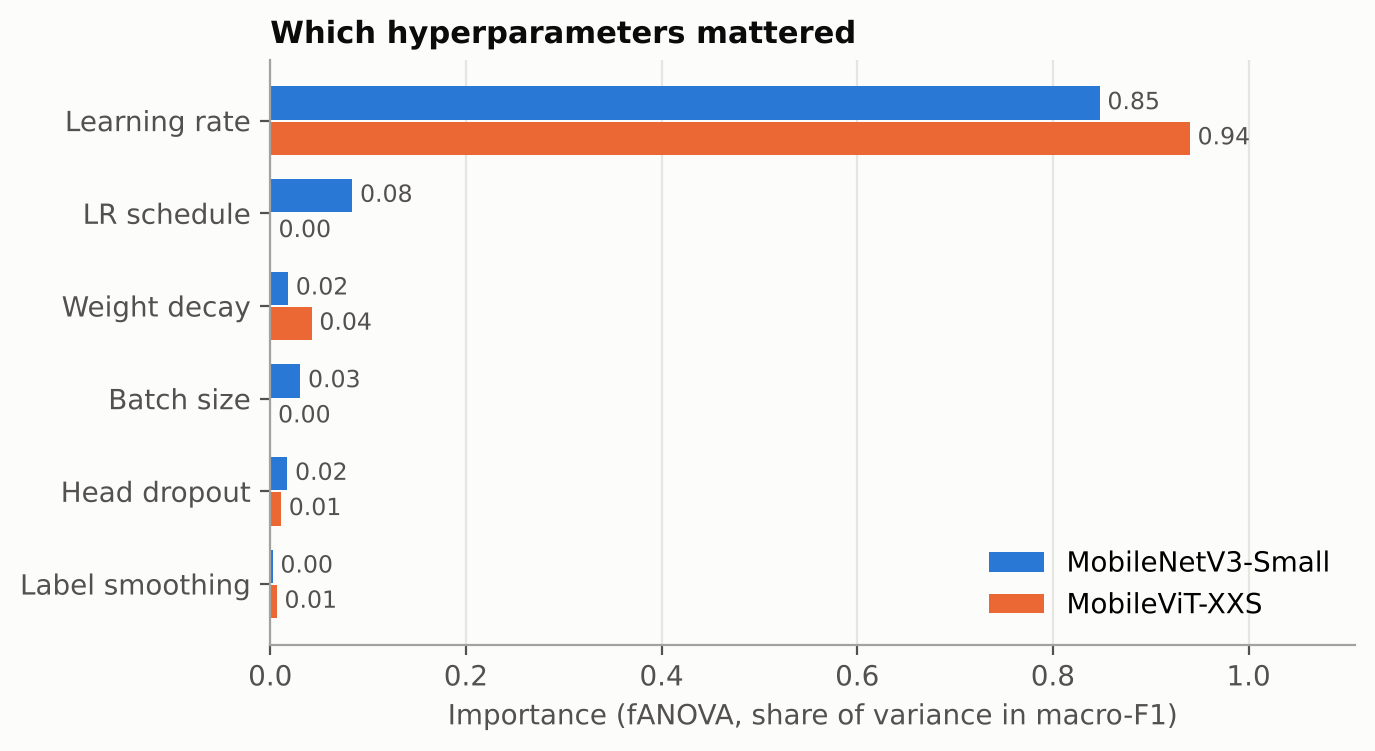 Which hyperparameters mattered
Learning rate
0.85
0.94
LR schedule
0.08
0.00
Weight decay
0.02
0.04
Batch size
0.03
0.00
Head dropout
0.02
0.01
Label smoothing
0.00
0.01
MobileNetV3-Small
MobileViT-XXS
0.0 0.2 0.4 0.6 0.8 1.0
Importance (fANOVA, share of variance in macro-F1)